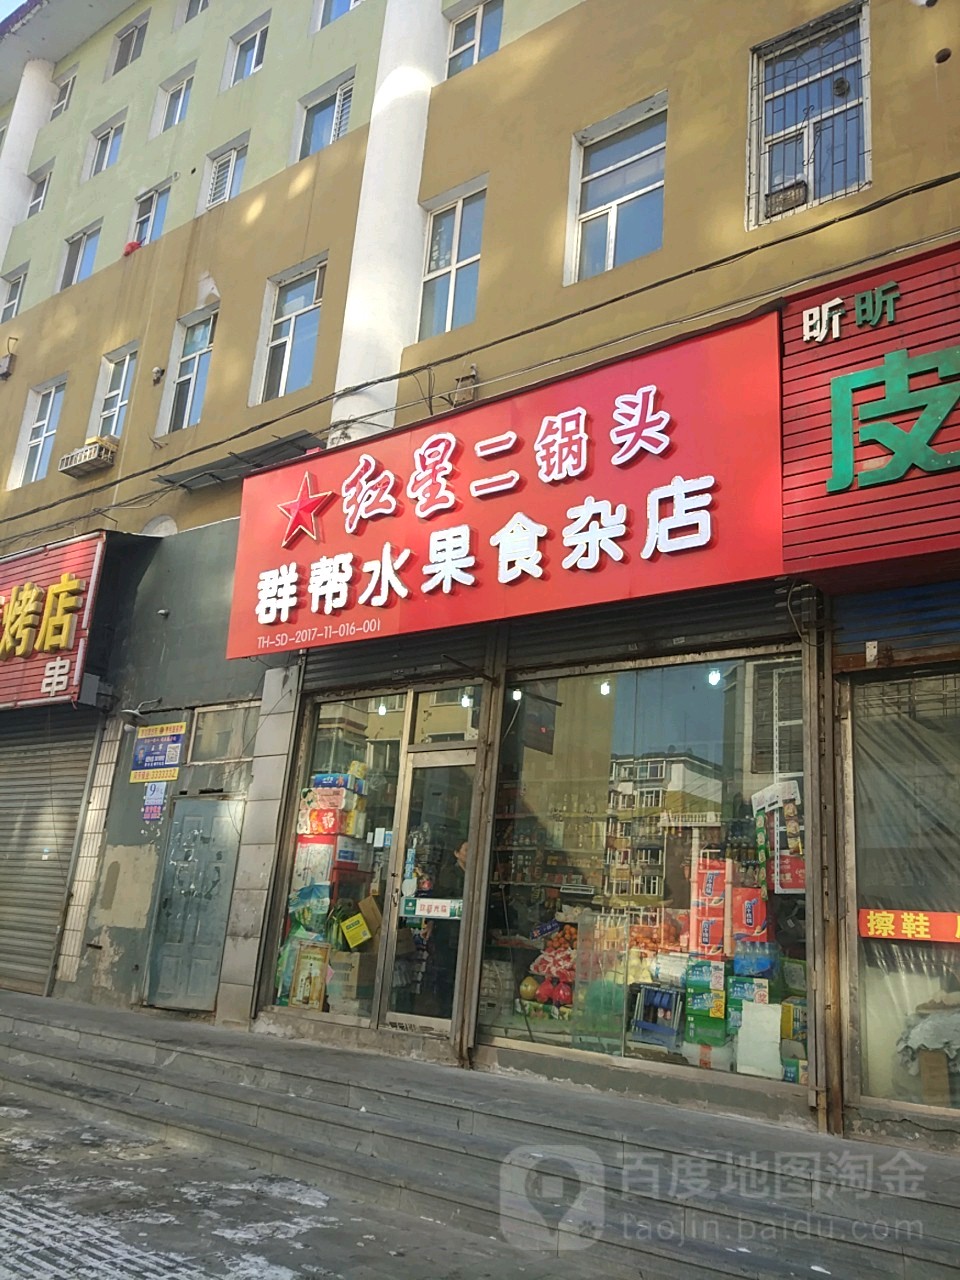 红星二锅头
群帮水果食杂店
TH-SD-2017-11-016-001
昕昕
皮
烤店
串
擦鞋
百度地图淘金
taojin.baidu.com